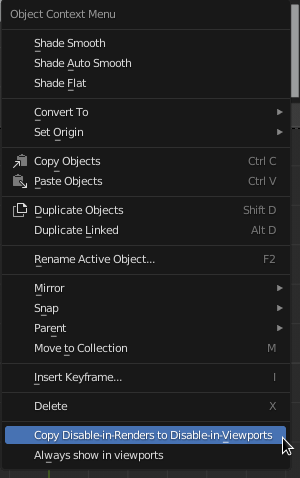 Object Context Menu
Shade Smooth
Shade Auto Smooth
Shade Flat
Convert To
Set Origin
Copy Objects Ctrl C
Paste Objects Ctrl V
Duplicate Objects Shift D
Duplicate Linked Alt D
Rename Active Object... F2
Mirror
Snap
Parent
Move to Collection M
Insert Keyframe... I
Delete X
Copy Disable-in-Renders to Disable-in-Viewports
Always show in viewports